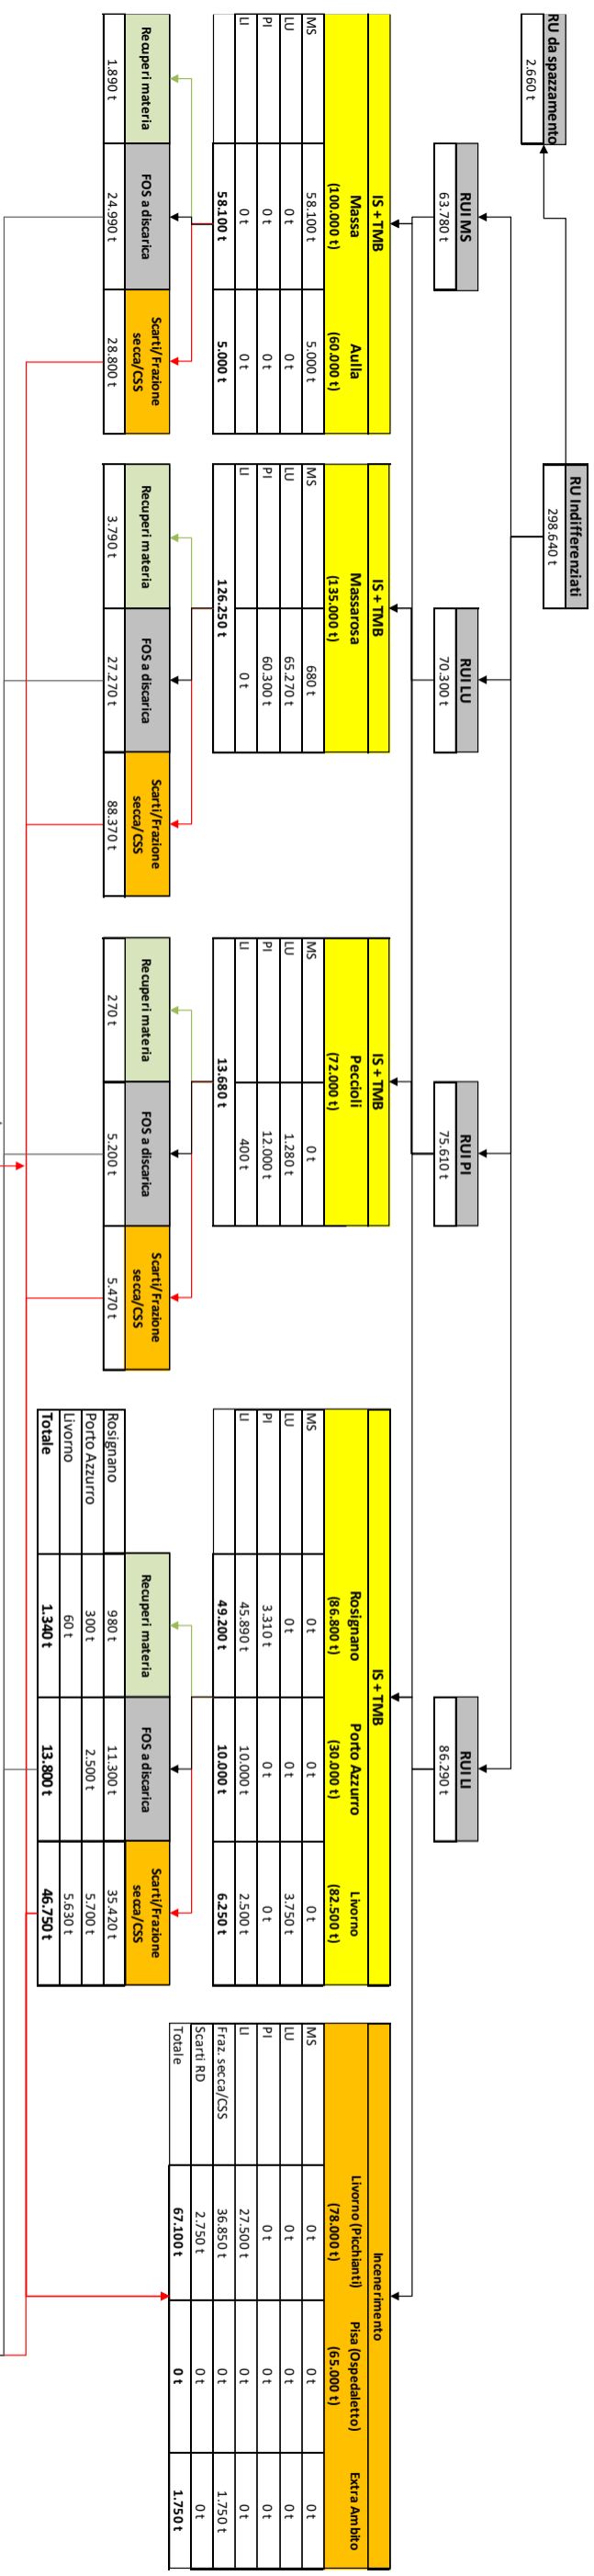 RU Indifferenziati
298.640 t
RU da spazzamento
2.660 t
RUI MS
63.780 t
RUI LU
70.300 t
RUI PI
75.610 t
RUI LI
86.290 t
IS + TMB
Massa Aulla
(100.000 t) (60.000 t)
MS 58.100 t 5.000 t
LU 0 t 0 t
PI 0 t 0 t
LI 0 t 0 t
58.100 t 5.000 t
Recuperi materia FOS a discarica Scarti/Frazione
secca/CSS
1.890 t 24.990 t 28.800 t
IS + TMB
Massarosa
(135.000 t)
MS 680 t
LU 65.270 t
PI 60.300 t
LI 0 t
126.250 t
Recuperi materia FOS a discarica Scarti/Frazione
secca/CSS
3.790 t 27.270 t 88.370 t
IS + TMB
Peccioli
(72.000 t)
MS 0 t
LU 1.280 t
PI 12.000 t
LI 400 t
13.680 t
Recuperi materia FOS a discarica Scarti/Frazione
secca/CSS
270 t 5.200 t 5.470 t
IS + TMB
Rosignano Porto Azzurro Livorno
(86.800 t) (30.000 t) (82.500 t)
MS 0 t 0 t 0 t
LU 0 t 0 t 3.750 t
PI 3.310 t 0 t 0 t
LI 45.890 t 10.000 t 2.500 t
49.200 t 10.000 t 6.250 t
Recuperi materia FOS a discarica Scarti/Frazione
secca/CSS
Rosignano 980 t 11.300 t 35.420 t
Porto Azzurro 300 t 2.500 t 5.700 t
Livorno 60 t 5.630 t
Totale 1.340 t 13.800 t 46.750 t
Incenerimento
Livorno (Picchianti) Pisa (Ospedaletto) Extra Ambito
(78.000 t) (65.000 t)
MS 0 t 0 t 0 t
LU 0 t 0 t 0 t
PI 0 t 0 t 0 t
LI 27.500 t 0 t 0 t
Fraz. secca/CSS 36.850 t 0 t 1.750 t
Scarti RD 2.750 t 0 t 0 t
Totale 67.100 t 0 t 1.750 t